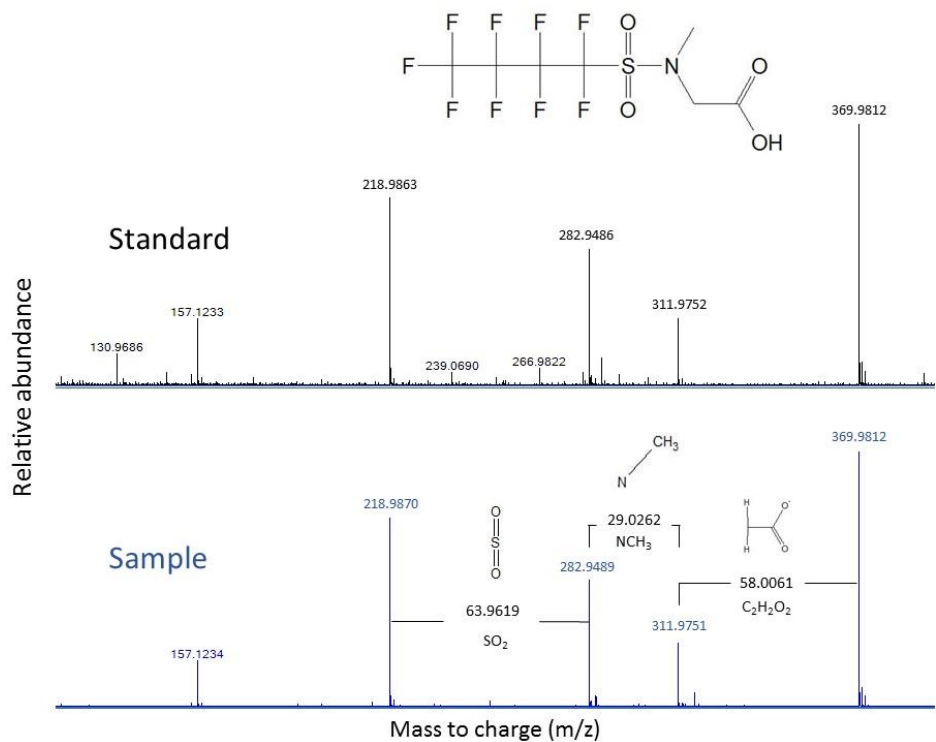 F F F F O
F S N O
F F F F O
OH
369.9812
218.9863
Standard
282.9486
157.1233
311.9752
130.9686
239.0690
266.9822
Relative abundance
CH₃
369.9812
N
O
S
O
218.9870
29.0262
NCH₃
H O⁻
H O
Sample
282.9489
58.0061
C₂H₂O₂
63.9619
SO₂
311.9751
157.1234
Mass to charge (m/z)